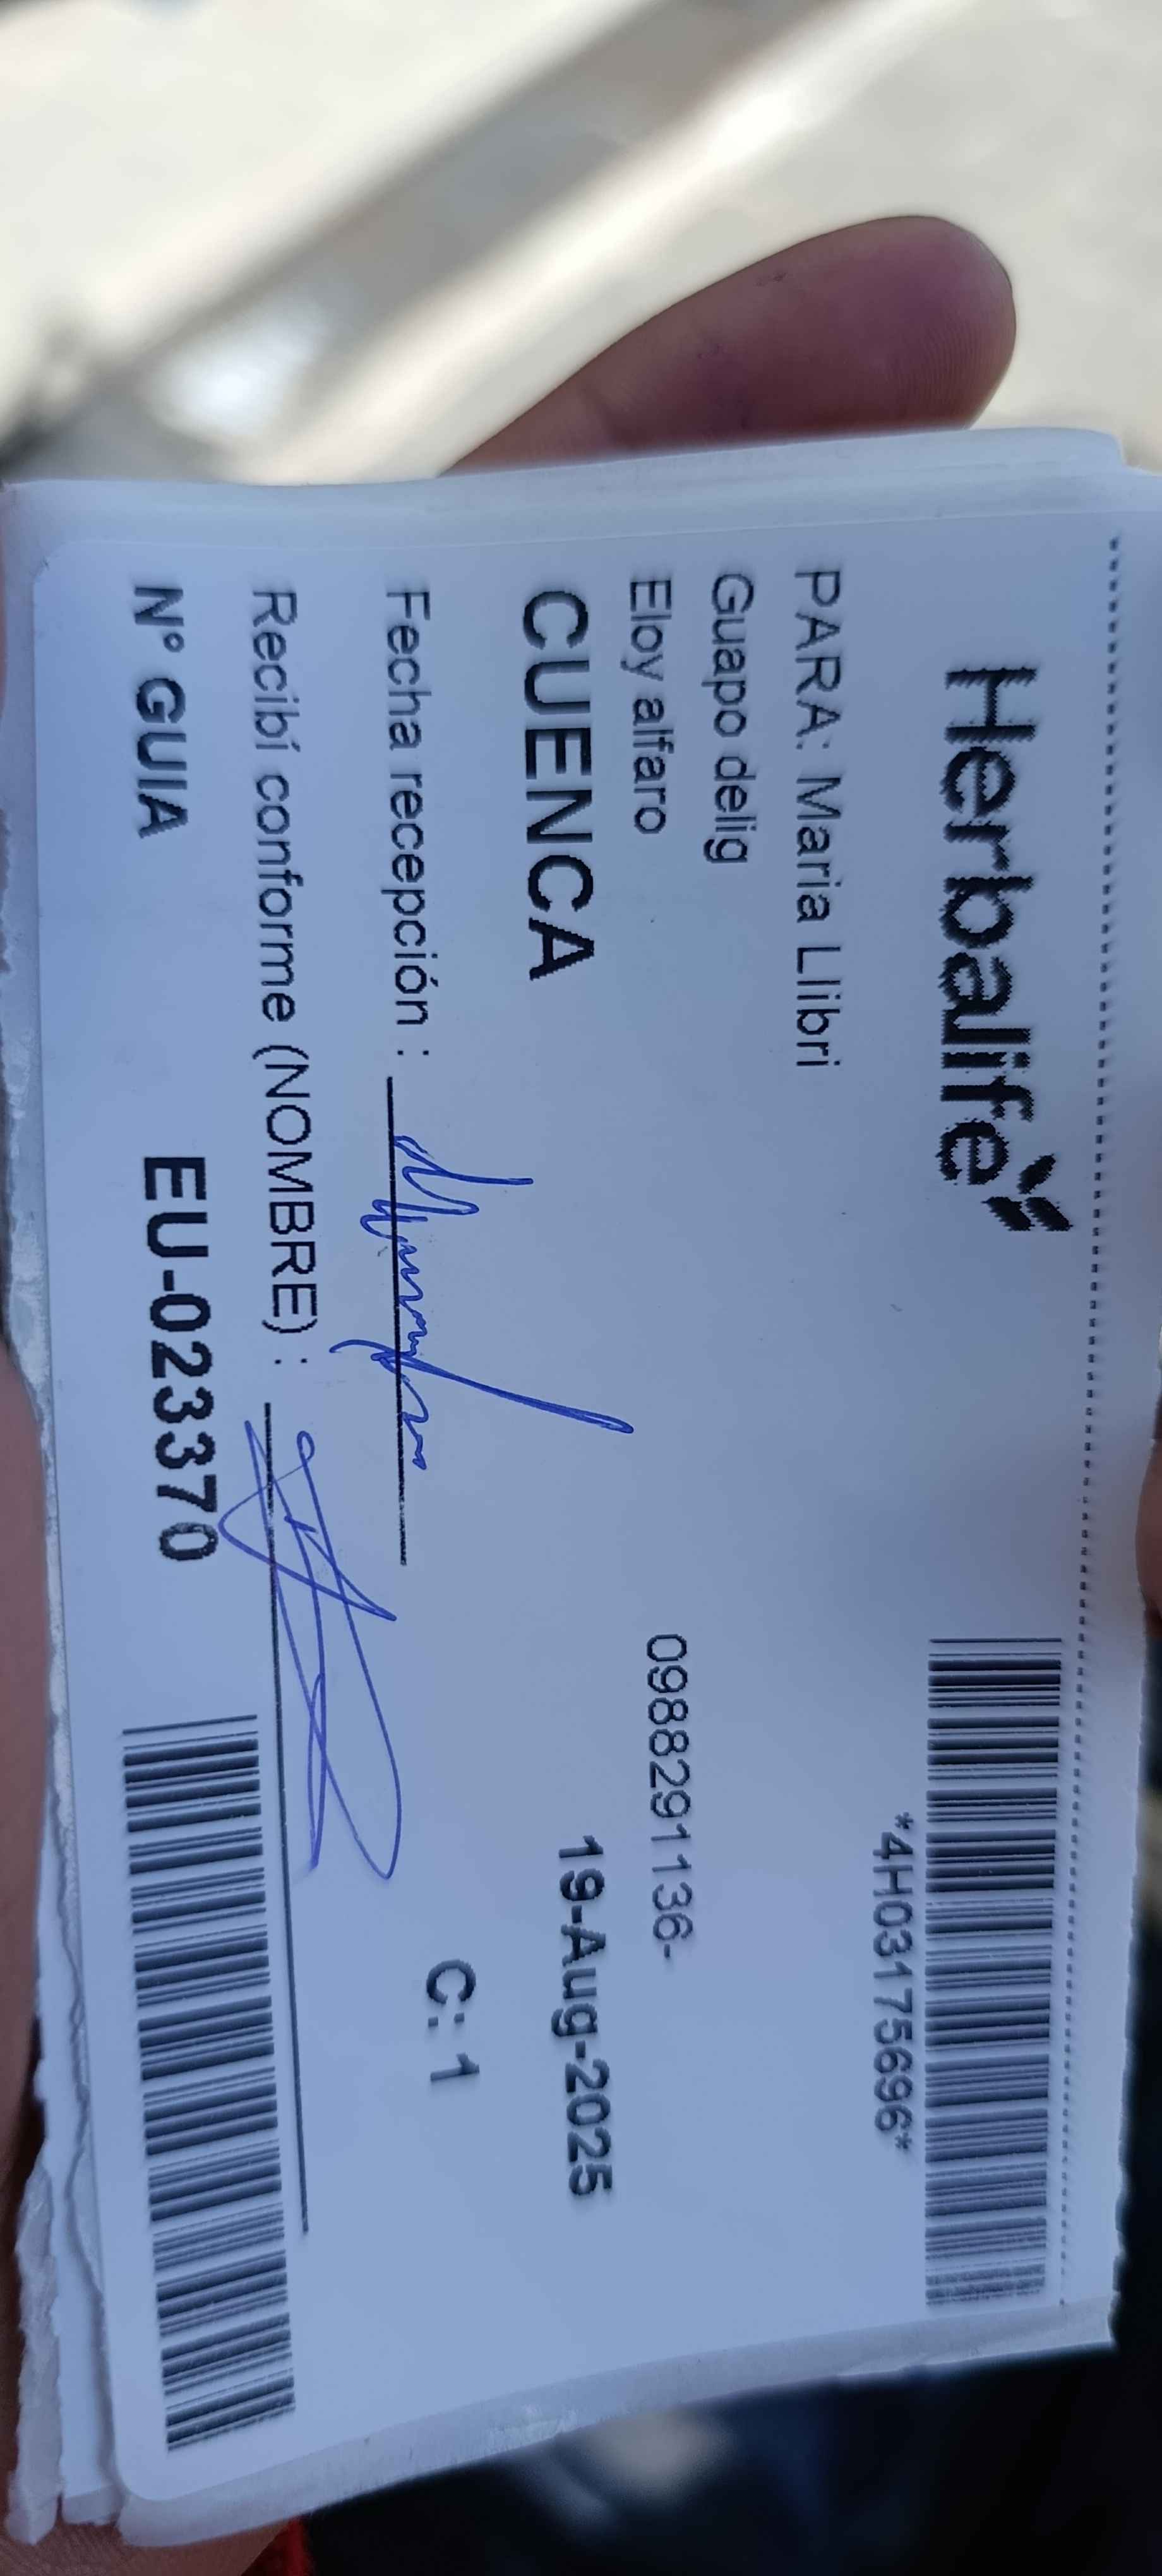 Herbalife
*4H03175696*
PARA: Maria Llibri
Guapo delig
Eloy alfaro
0988291136-
CUENCA
19-Aug-2025
Fecha recepción :
C: 1
Recibí conforme (NOMBRE) :
N° GUIA EU-023370